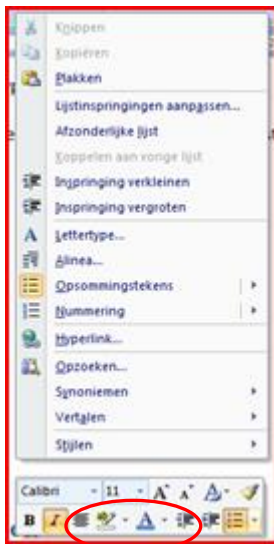 Knippen
Kopiëren
Plakken
Lijstinspringingen aanpassen...
Afzonderlijke lijst
Koppelen aan vorige lijst
Inspringing verkleinen
Inspringing vergroten
Lettertype...
Alinea...
Opsommingstekens
Nummering
Hyperlink...
Opzoeken...
Synoniemen
Vertalen
Stijlen
Calibri 11 A A A
B I A